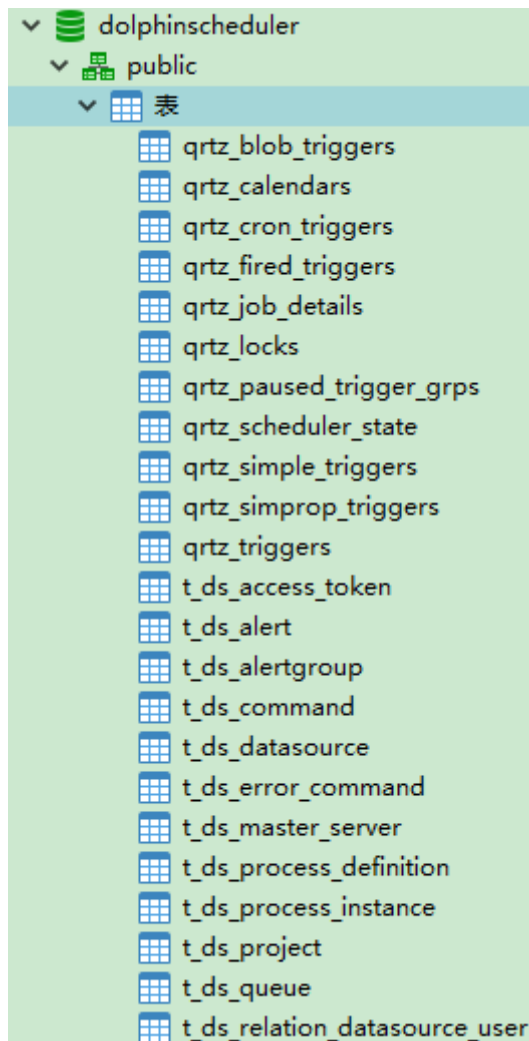 dolphinscheduler
public
表
qrtz_blob_triggers
qrtz_calendars
qrtz_cron_triggers
qrtz_fired_triggers
qrtz_job_details
qrtz_locks
qrtz_paused_trigger_grps
qrtz_scheduler_state
qrtz_simple_triggers
qrtz_simprop_triggers
qrtz_triggers
t_ds_access_token
t_ds_alert
t_ds_alertgroup
t_ds_command
t_ds_datasource
t_ds_error_command
t_ds_master_server
t_ds_process_definition
t_ds_process_instance
t_ds_project
t_ds_queue
t_ds_relation_datasource_user